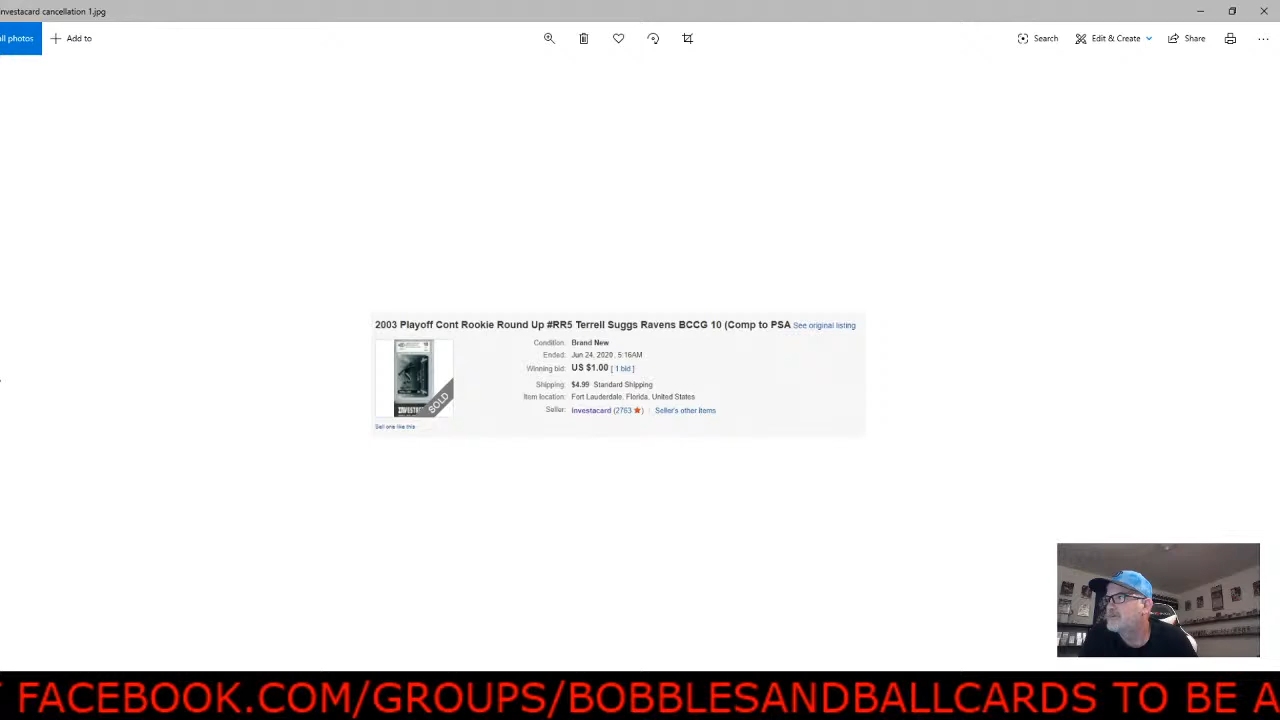 investacard cancellation 1.jpg
all photos
Add to
Search
Edit & Create
Share
2003 Playoff Cont Rookie Round Up #RR5 Terrell Suggs Ravens BCCG 10 (Comp to PSA See original listing
Condition: Brand New
Ended: Jun 24, 2020 , 5:16AM
Winning bid: US $1.00 [ 1 bid ]
Shipping: $4.99 Standard Shipping
Item location: Fort Lauderdale, Florida, United States
Seller: investacard (2763 ) | Seller's other items
SOLD
Sell one like this
FACEBOOK.COM/GROUPS/BOBBLESANDBALLCARDS TO BE A